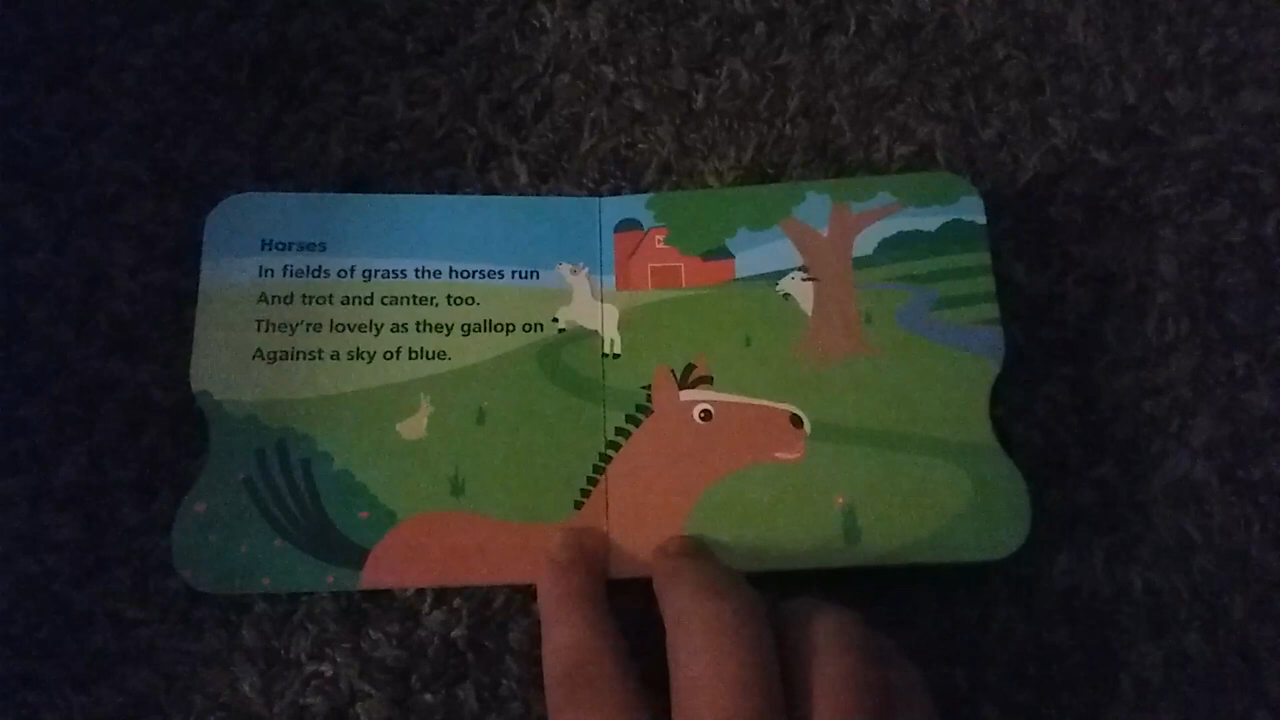 Horses
In fields of grass the horses run
And trot and canter, too.
They're lovely as they gallop on
Against a sky of blue.